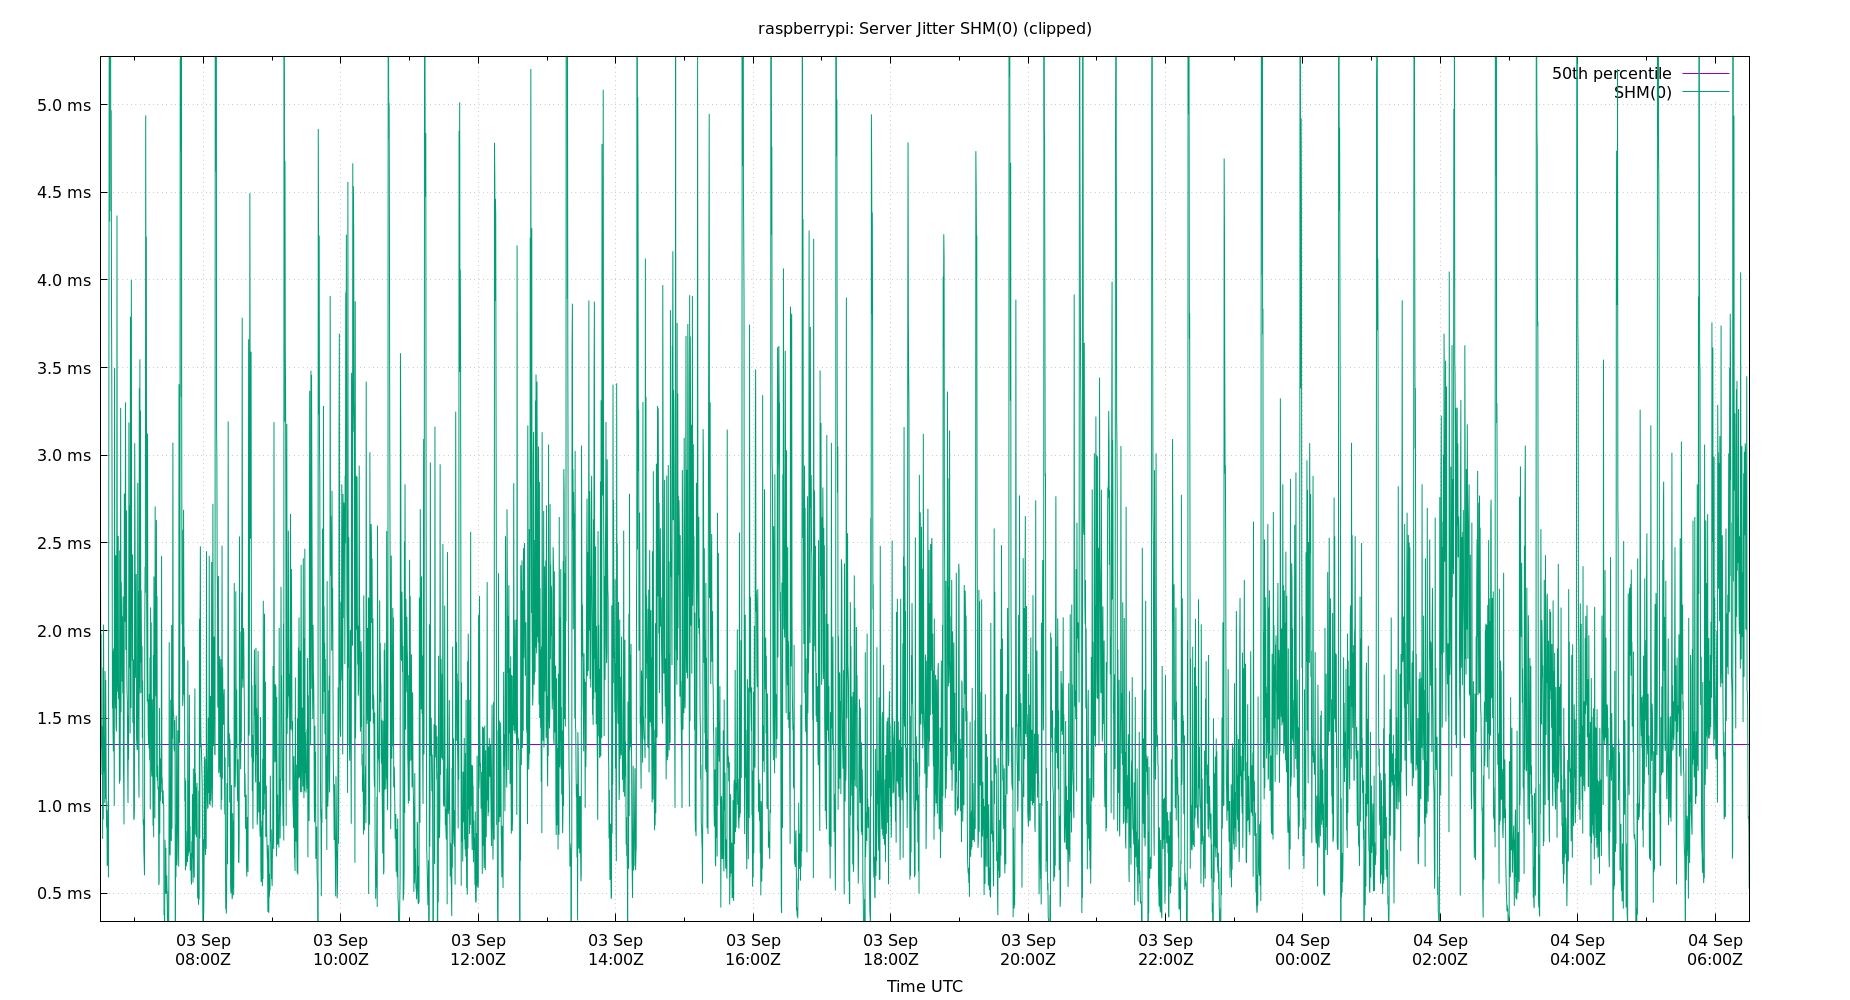 raspberrypi: Server Jitter SHM(0) (clipped)
50th percentile
SHM(0)
5.0 ms
4.5 ms
4.0 ms
3.5 ms
3.0 ms
2.5 ms
2.0 ms
1.5 ms
1.0 ms
0.5 ms
03 Sep 03 Sep 03 Sep 03 Sep 03 Sep 03 Sep 03 Sep 03 Sep 04 Sep 04 Sep 04 Sep 04 Sep
08:00Z 10:00Z 12:00Z 14:00Z 16:00Z 18:00Z 20:00Z 22:00Z 00:00Z 02:00Z 04:00Z 06:00Z
Time UTC